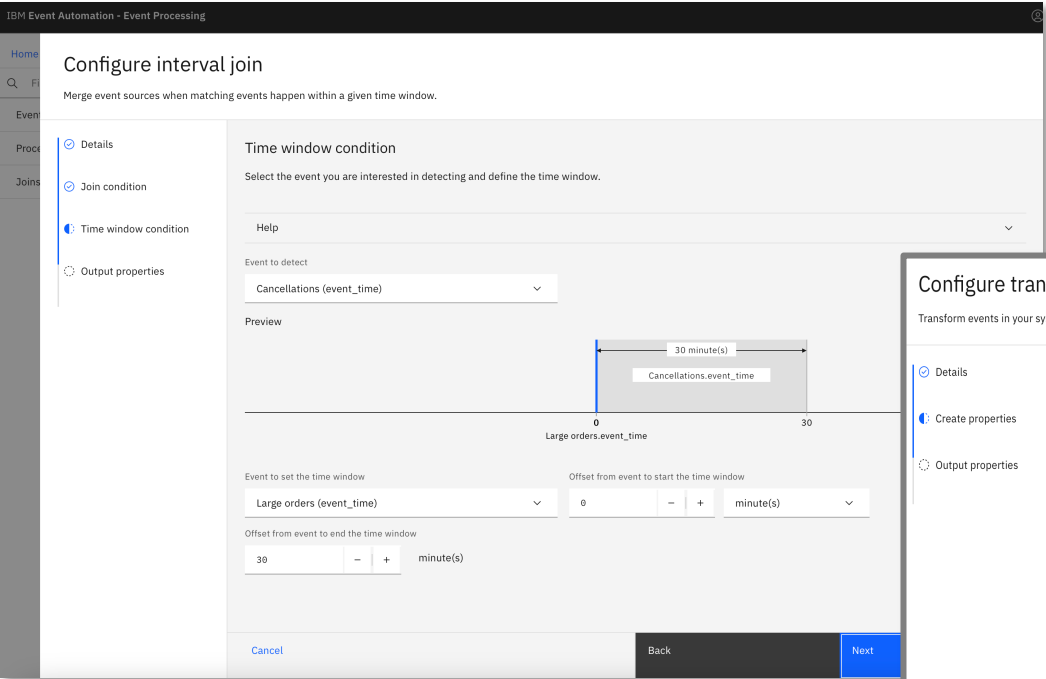 IBM Event Automation - Event Processing
Home
Configure interval join
Merge event sources when matching events happen within a given time window.
Fi
Even
Proce
Joins
Details
Join condition
Time window condition
Output properties
Time window condition
Select the event you are interested in detecting and define the time window.
Help
Event to detect
Cancellations (event_time)
Preview
30 minute(s)
Cancellations.event_time
0
30
Large orders.event_time
Event to set the time window
Offset from event to start the time window
Large orders (event_time)
0
minute(s)
Offset from event to end the time window
30
minute(s)
Cancel
Back
Next
Configure tran
Transform events in your sy
Details
Create properties
Output properties